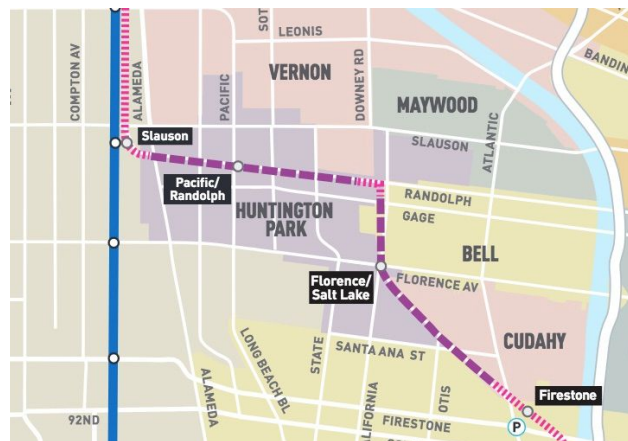 COMPTON AV
ALAMEDA
PACIFIC
LEONIS
VERNON
DOWNEY RD
MAYWOOD
ATLANTIC
BANDIN
Slauson
SLAUSON
Pacific/
Randolph
RANDOLPH
GAGE
HUNTINGTON
PARK
BELL
Florence/
Salt Lake
FLORENCE AV
CUDAHY
SANTA ANA ST
STATE
LONG BEACH BL
ALAMEDA
OTIS
Firestone
92ND
FIRESTONE
P